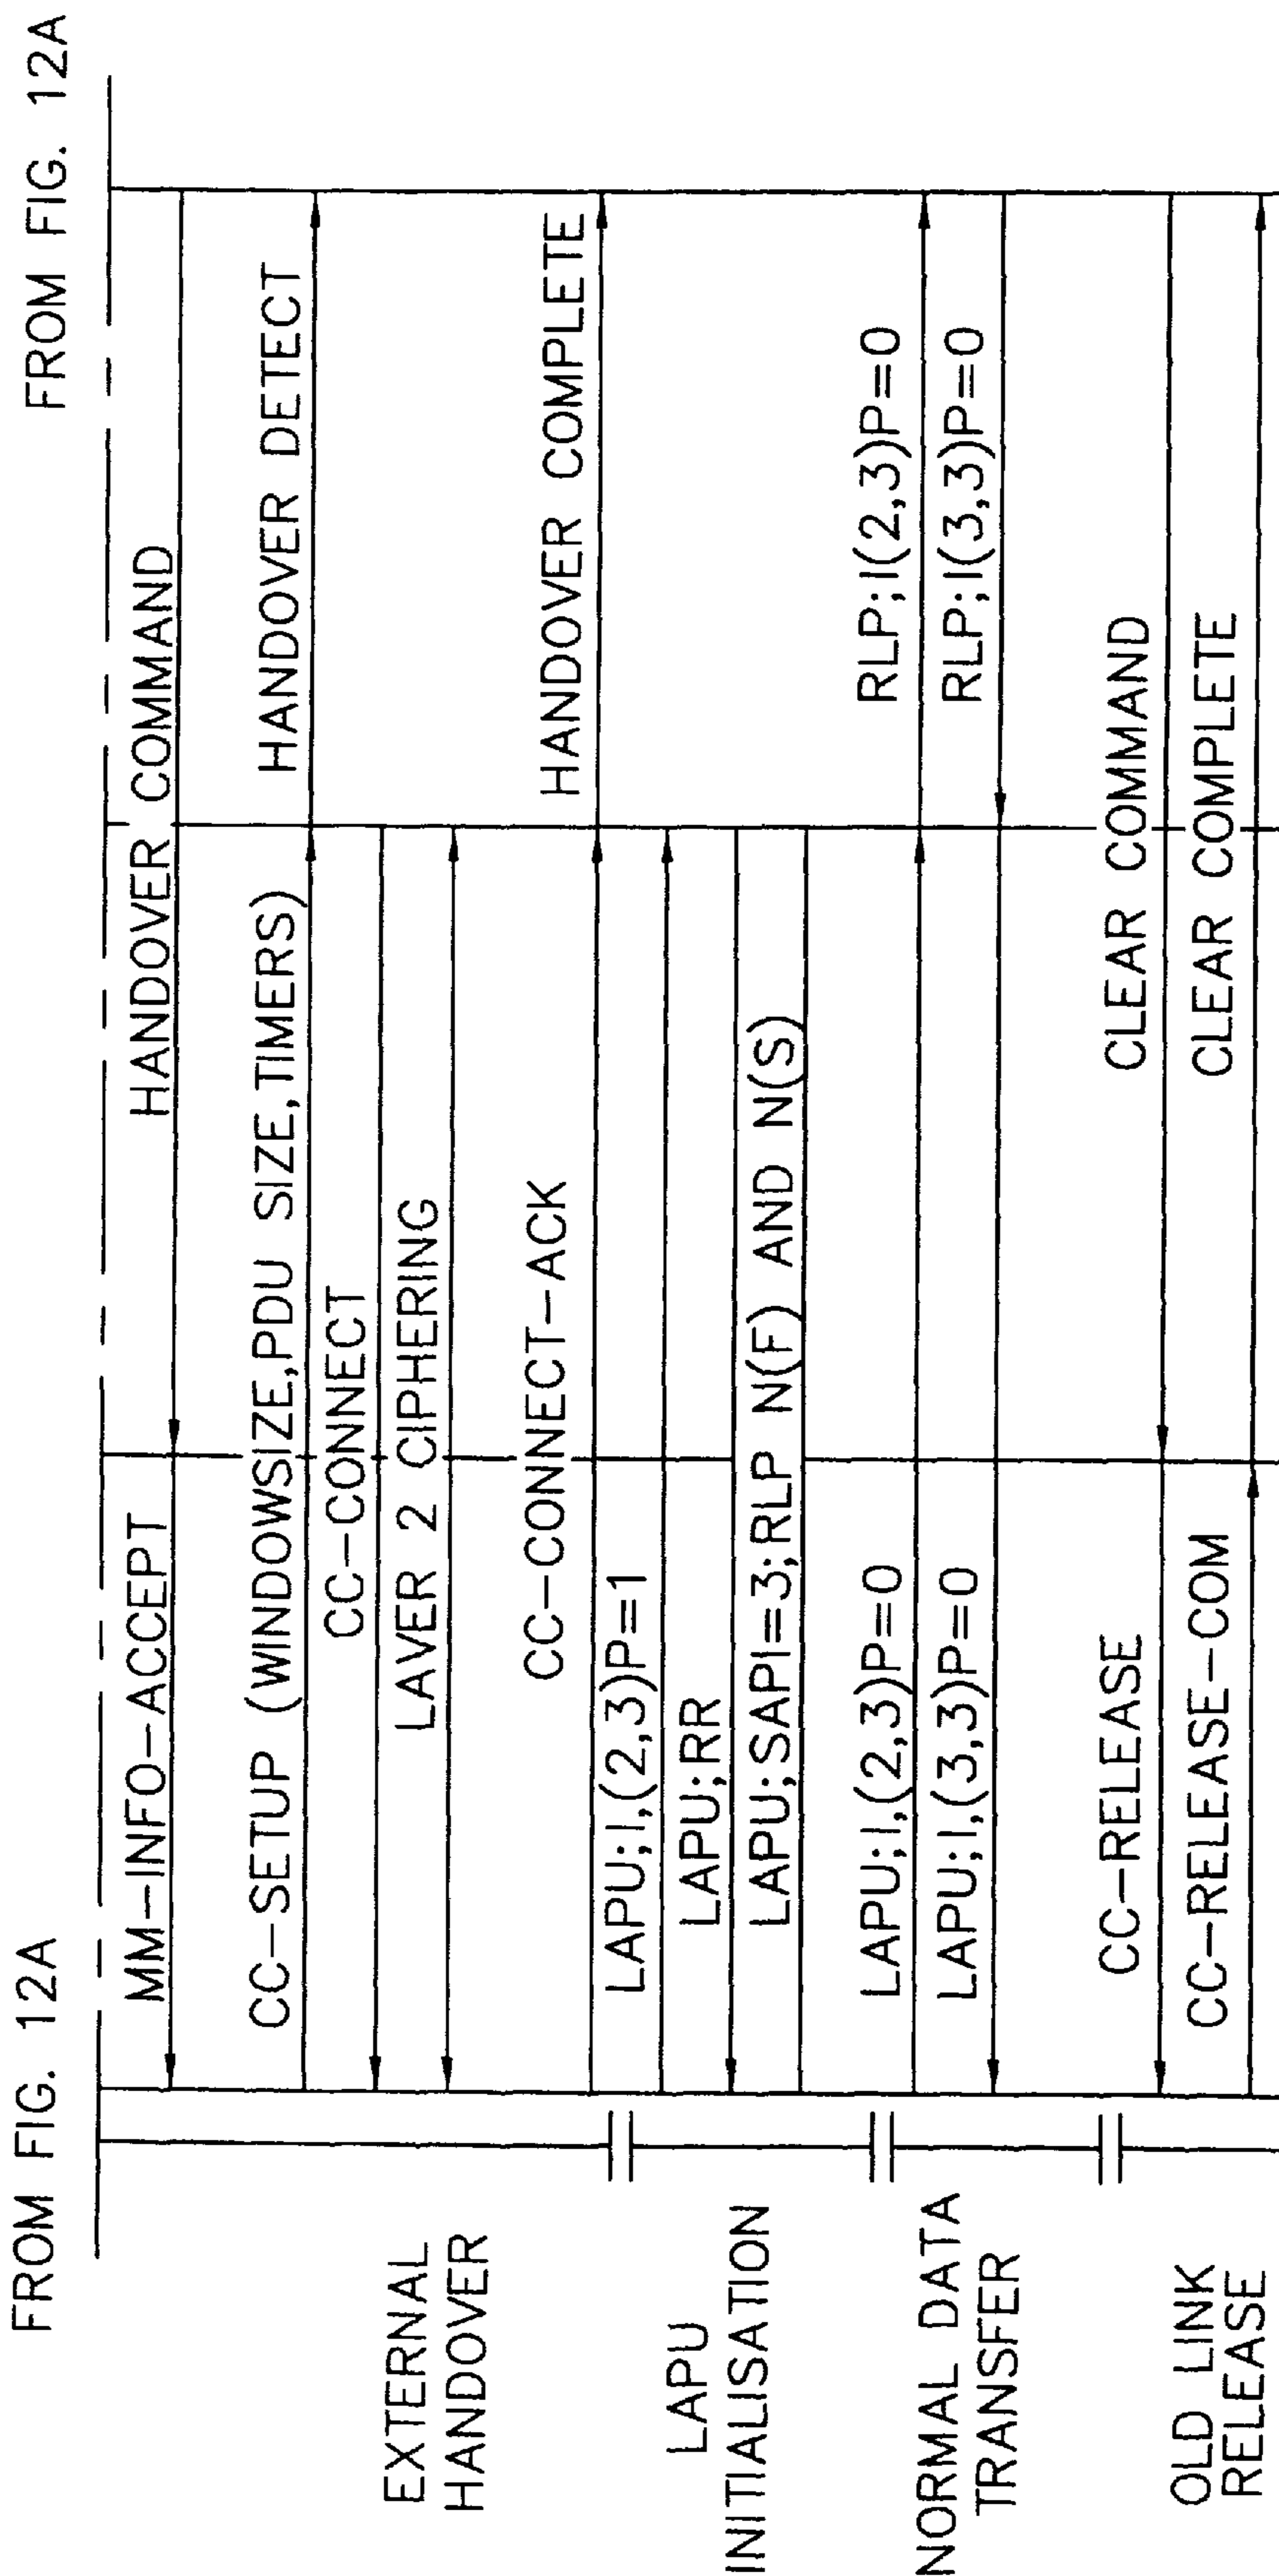 FROM FIG. 12A
FROM FIG. 12A
MM-INFO-ACCEPT
HANDOVER COMMAND
EXTERNAL
HANDOVER
CC-SETUP (WINDOWSIZE,PDU SIZE,TIMERS)
HANDOVER DETECT
CC-CONNECT
LAVER 2 CIPHERING
CC-CONNECT-ACK
HANDOVER COMPLETE
LAPU
INITIALISATION
LAPU;I,(2,3)P=1
LAPU;RR
LAPU;SAPI=3;RLP N(F) AND N(S)
NORMAL DATA
TRANSFER
LAPU;I,(2,3)P=0
RLP;I(2,3)P=0
LAPU;I,(3,3)P=0
RLP;I(3,3)P=0
OLD LINK
RELEASE
CC-RELEASE
CLEAR COMMAND
CC-RELEASE-COM
CLEAR COMPLETE